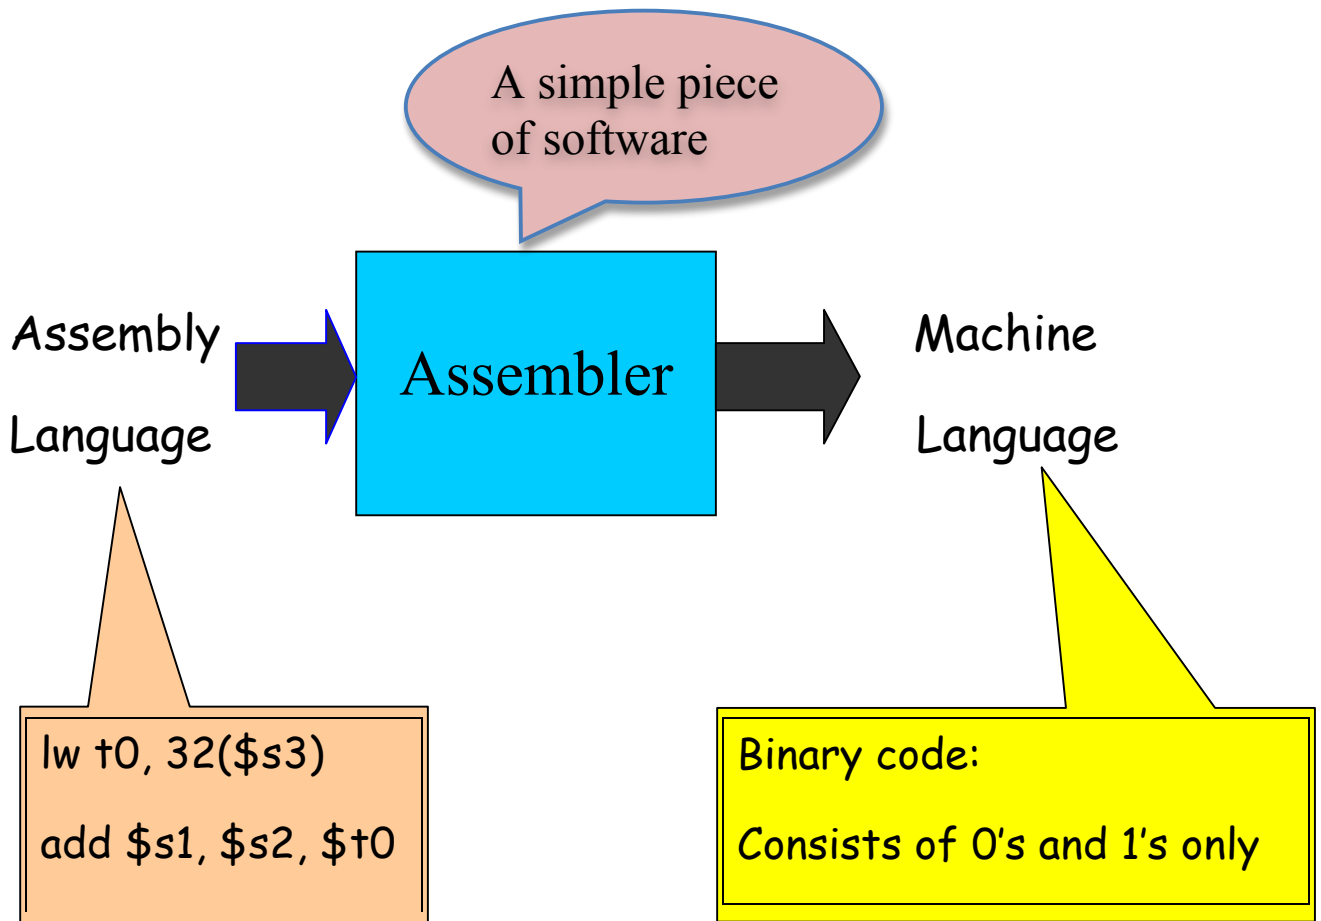 A simple piece
of software
Assembly
Language
Assembler
Machine
Language
lw t0, 32($s3)
add $s1, $s2, $t0
Binary code:
Consists of 0’s and 1’s only